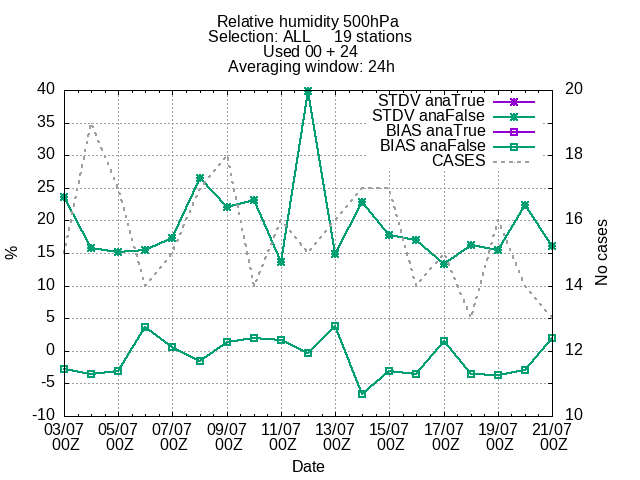 Relative humidity 500hPa
Selection: ALL 19 stations
Used 00 + 24
Averaging window: 24h
STDV anaTrue
STDV anaFalse
BIAS anaTrue
BIAS anaFalse
CASES
40
35
30
25
20
15
10
5
0
-5
-10
%
20
18
16
14
12
10
No cases
03/07 05/07 07/07 09/07 11/07 13/07 15/07 17/07 19/07 21/07
00Z 00Z 00Z 00Z 00Z 00Z 00Z 00Z 00Z 00Z
Date